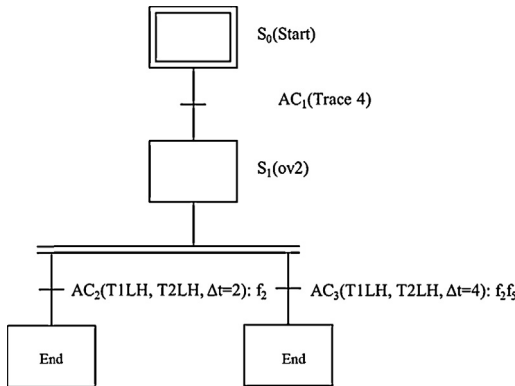 S₀(Start)
AC₁(Trace 4)
S₁(ov2)
AC₂(T1LH, T2LH, Δt=2): f₂
AC₃(T1LH, T2LH, Δt=4): f₂f₅
End
End